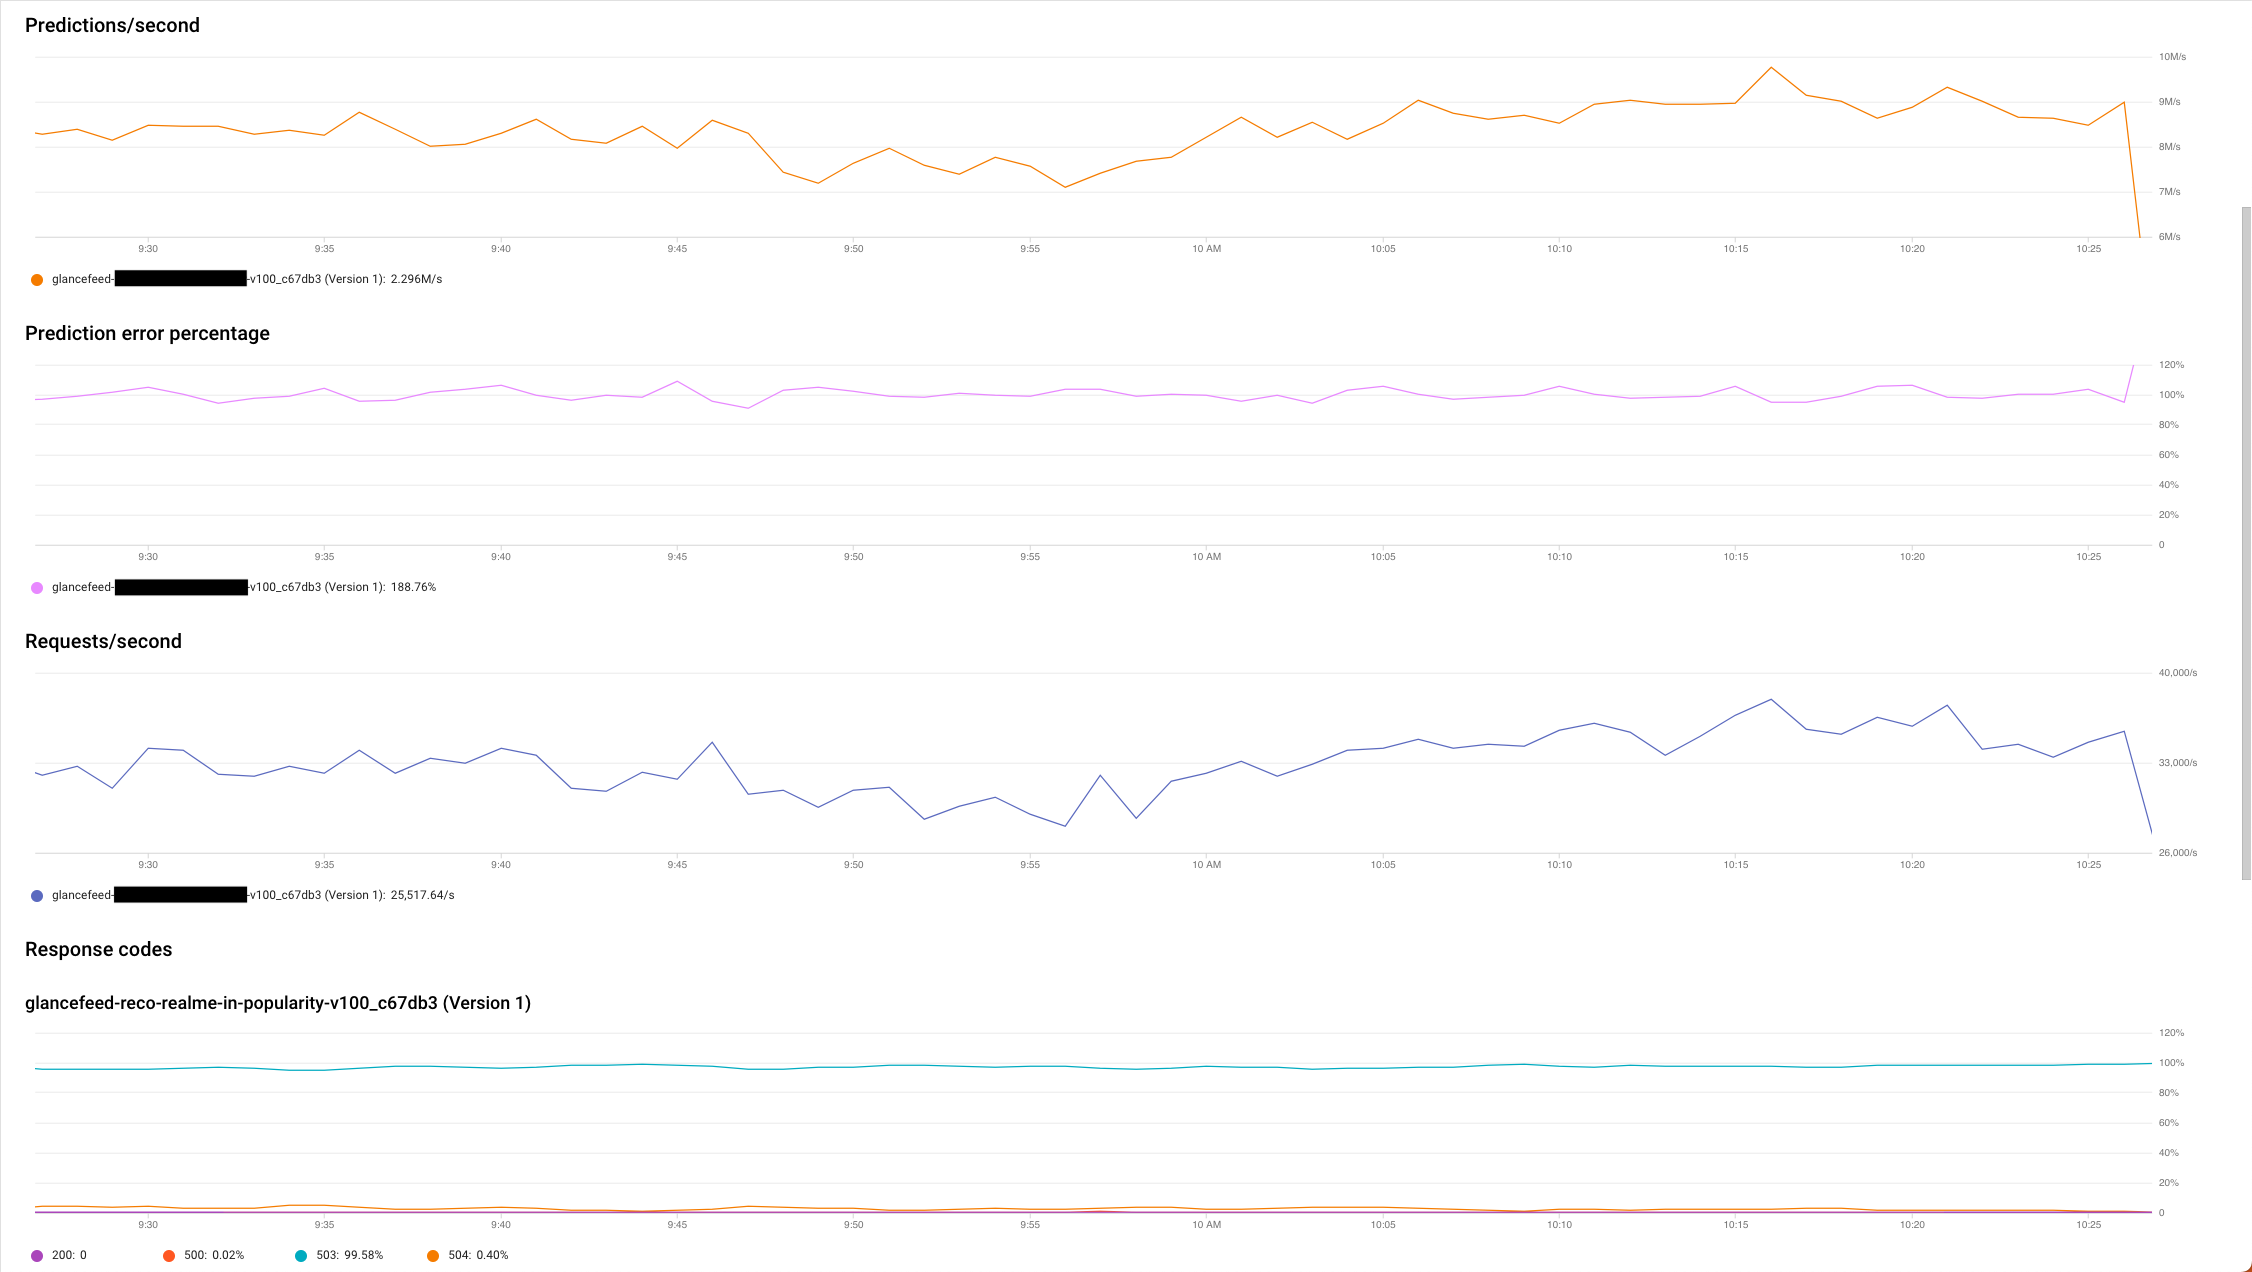 Predictions/second
10M/s
9M/s
8M/s
7M/s
6M/s
9:30 9:35 9:40 9:45 9:50 9:55 10 AM 10:05 10:10 10:15 10:20 10:25
glancefeed- -v100_c67db3 (Version 1): 2.296M/s
Prediction error percentage
120%
100%
80%
60%
40%
20%
0
9:30 9:35 9:40 9:45 9:50 9:55 10 AM 10:05 10:10 10:15 10:20 10:25
glancefeed- -v100_c67db3 (Version 1): 188.76%
Requests/second
40,000/s
33,000/s
26,000/s
9:30 9:35 9:40 9:45 9:50 9:55 10 AM 10:05 10:10 10:15 10:20 10:25
glancefeed- -v100_c67db3 (Version 1): 25,517.64/s
Response codes
glancefeed-reco-realme-in-popularity-v100_c67db3 (Version 1)
120%
100%
80%
60%
40%
20%
0
9:30 9:35 9:40 9:45 9:50 9:55 10 AM 10:05 10:10 10:15 10:20 10:25
200: 0 500: 0.02% 503: 99.58% 504: 0.40%